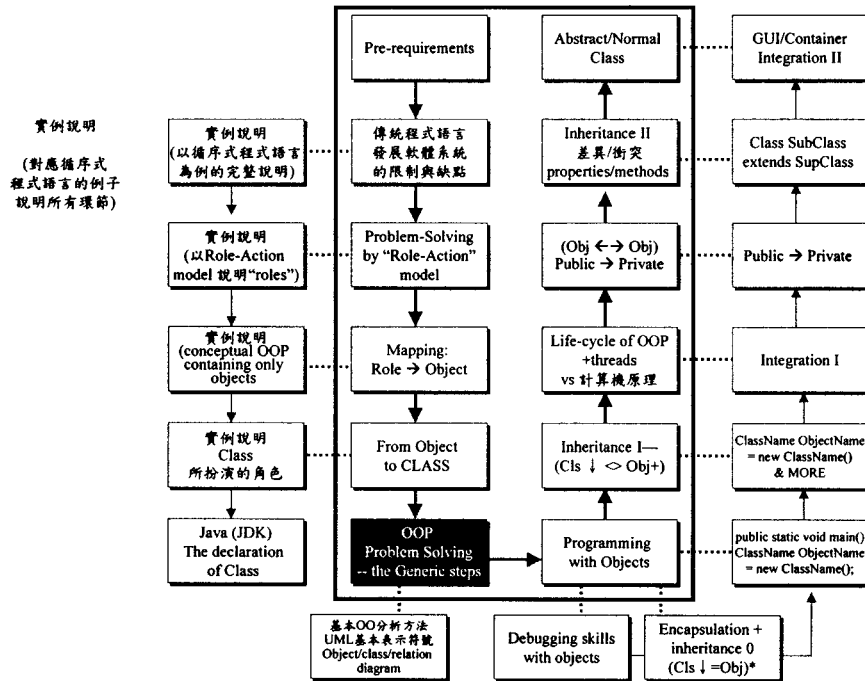 Pre-requirements
Abstract/Normal
Class
GUI/Container
Integration II
實例說明
(對應循序式
程式語言的例子
說明所有環節)
實例說明
(以循序式程式語言
為例的完整說明)
傳統程式語言
發展軟體系統
的限制與缺點
Inheritance II
差異/衝突
properties/methods
Class SubClass
extends SupClass
實例說明
(以Role-Action
model 說明“roles”)
Problem-Solving
by “Role-Action”
model
(Obj ←→ Obj)
Public → Private
Public → Private
實例說明
(conceptual OOP
containing only
objects)
Mapping:
Role → Object
Life-cycle of OOP
+threads
vs 計算機原理
Integration I
實例說明
Class
所扮演的角色
From Object
to CLASS
Inheritance I—
(Cls ↓ <> Obj+)
ClassName ObjectName
= new ClassName()
& MORE
Java (JDK)
The declaration
of Class
OOP
Problem Solving
-- the Generic steps
Programming
with Objects
public static void main()
ClassName ObjectName
= new ClassName();
基本OO分析方法
UML基本表示符號
Object/class/relation
diagram
Debugging skills
with objects
Encapsulation +
inheritance 0
(Cls ↓ =Obj)*